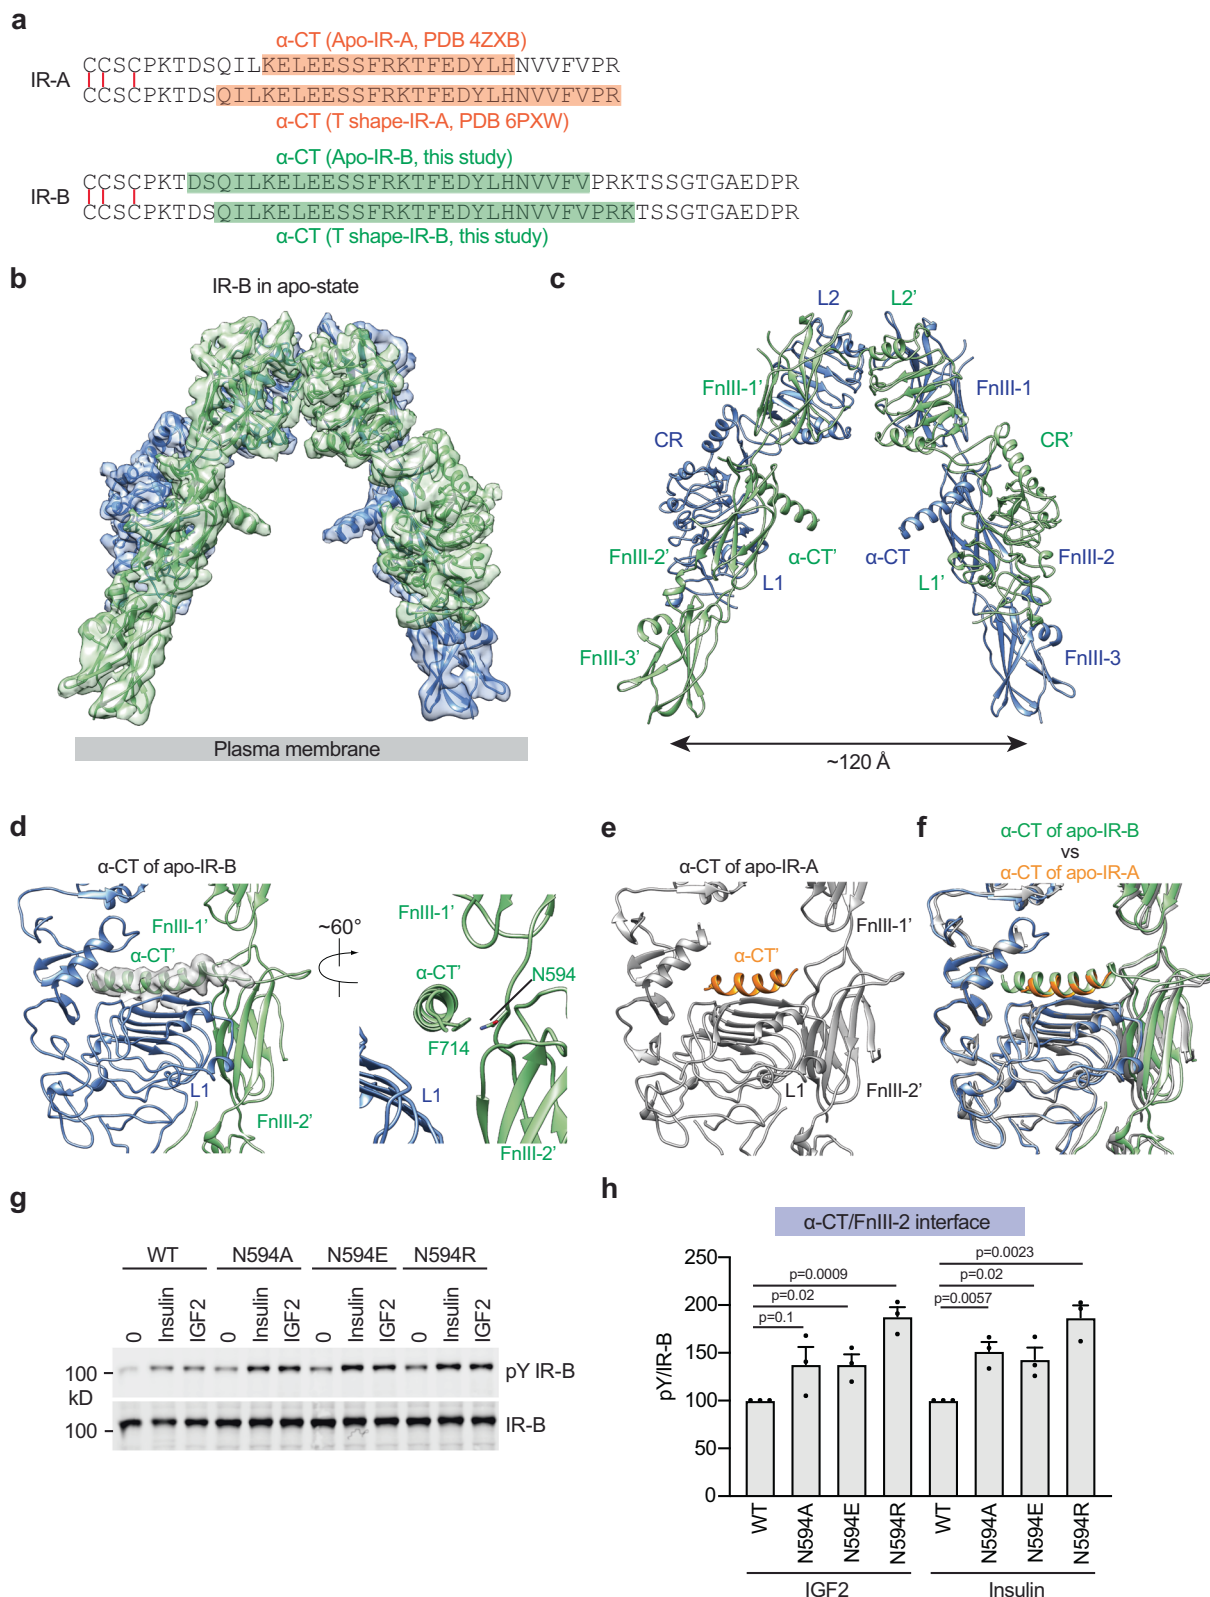 a
α-CT (Apo-IR-A, PDB 4ZXB)
IR-A
CCSCPKTDSQILKELEESSFRKTFEDYLHNVVFVPR
CCSCPKTDSQILKELEESSFRKTFEDYLHNVVFVPR
α-CT (T shape-IR-A, PDB 6PXW)
α-CT (Apo-IR-B, this study)
IR-B
CCSCPKTDSQILKELEESSFRKTFEDYLHNVVFVPRKTSSGTGAEDPR
CCSCPKTDSQILKELEESSFRKTFEDYLHNVVFVPRKTSSGTGAEDPR
α-CT (T shape-IR-B, this study)
b
IR-B in apo-state
Plasma membrane
c
L2 L2’
FnIII-1’ FnIII-1
CR CR’
FnIII-2’ L1 α-CT’ α-CT L1’ FnIII-2
FnIII-3’ FnIII-3
~120 Å
d
α-CT of apo-IR-B
FnIII-1’
α-CT’
L1
FnIII-2’
~60°
FnIII-1’
α-CT’
N594
F714
L1
FnIII-2’
e
α-CT of apo-IR-A
FnIII-1’
α-CT’
L1
FnIII-2’
f
α-CT of apo-IR-B
vs
α-CT of apo-IR-A
g
WT N594A N594E N594R
0 Insulin IGF2 0 Insulin IGF2 0 Insulin IGF2 0 Insulin IGF2
100
kD
pY IR-B
100
IR-B
h
α-CT/FnIII-2 interface
pY/IR-B
250
200
150
100
50
0
p=0.0009
p=0.02
p=0.1
p=0.0023
p=0.02
p=0.0057
WT N594A N594E N594R WT N594A N594E N594R
IGF2 Insulin